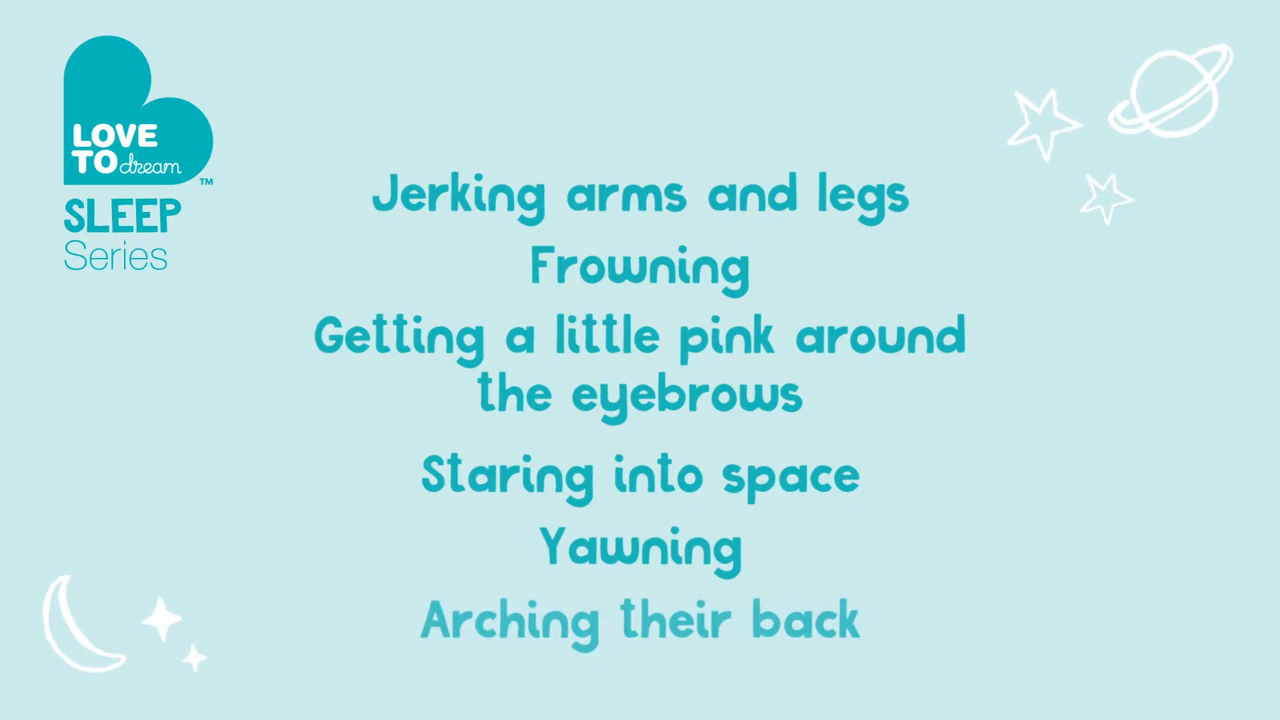 LOVE
TO dream
TM
SLEEP
Series
Jerking arms and legs
Frowning
Getting a little pink around
the eyebrows
Staring into space
Yawning
Arching their back